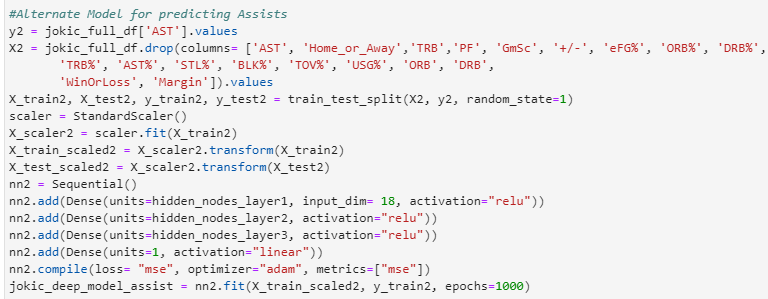 #Alternate Model for predicting Assists
y2 = jokic_full_df['AST'].values
X2 = jokic_full_df.drop(columns= ['AST', 'Home_or_Away','TRB','PF', 'GmSc', '+/-', 'eFG%', 'ORB%', 'DRB%',
'TRB%', 'AST%', 'STL%', 'BLK%', 'TOV%', 'USG%', 'ORB', 'DRB',
'WinOrLoss', 'Margin']).values
X_train2, X_test2, y_train2, y_test2 = train_test_split(X2, y2, random_state=1)
scaler = StandardScaler()
X_scaler2 = scaler.fit(X_train2)
X_train_scaled2 = X_scaler2.transform(X_train2)
X_test_scaled2 = X_scaler2.transform(X_test2)
nn2 = Sequential()
nn2.add(Dense(units=hidden_nodes_layer1, input_dim= 18, activation="relu"))
nn2.add(Dense(units=hidden_nodes_layer2, activation="relu"))
nn2.add(Dense(units=hidden_nodes_layer3, activation="relu"))
nn2.add(Dense(units=1, activation="linear"))
nn2.compile(loss= "mse", optimizer="adam", metrics=["mse"])
jokic_deep_model_assist = nn2.fit(X_train_scaled2, y_train2, epochs=1000)